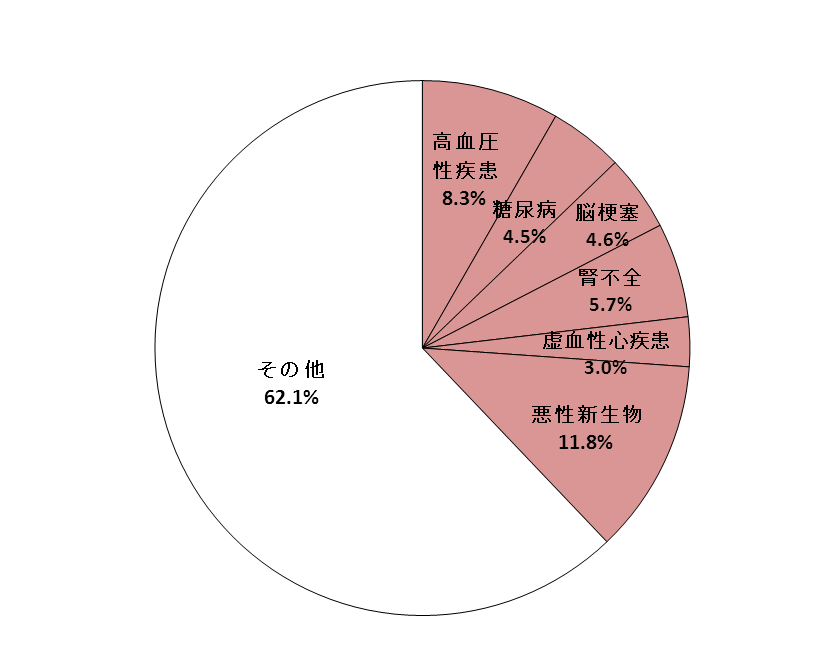 高血圧
性疾患
8.3%
糖尿病
4.5%
脳梗塞
4.6%
腎不全
5.7%
虚血性心疾患
3.0%
悪性新生物
11.8%
その他
62.1%